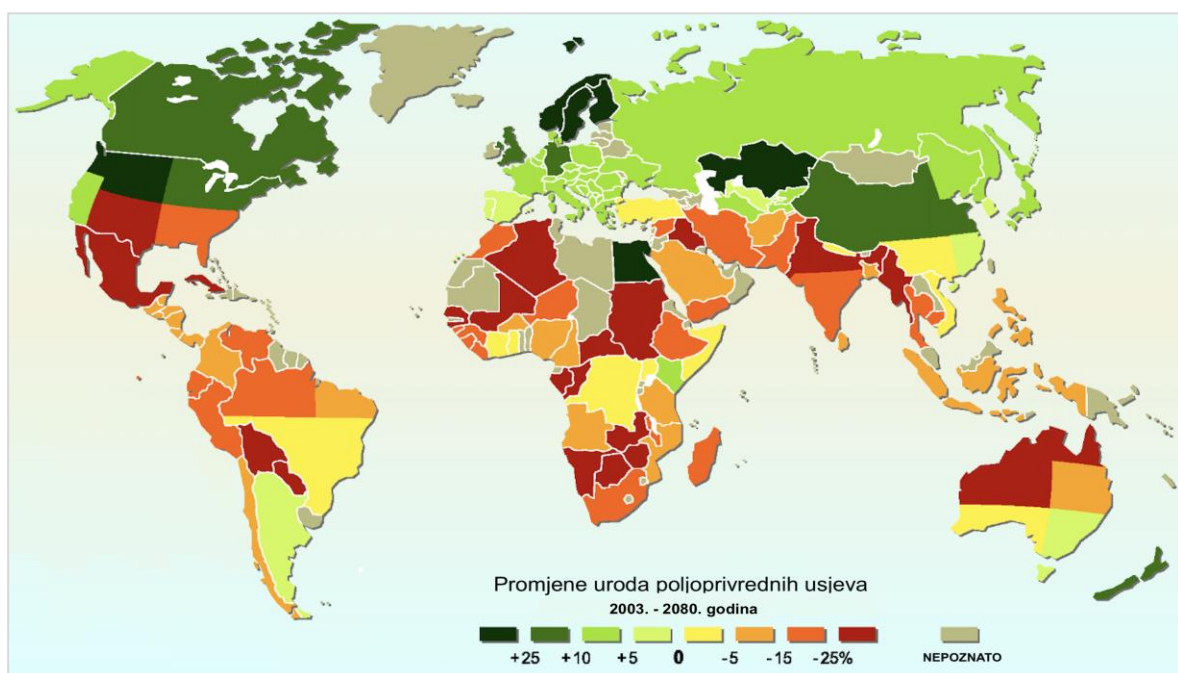 Promjene uroda poljoprivrednih usjeva
2003. - 2080. godina
+25 +10 +5 0 -5 -15 -25%
NEPOZNATO